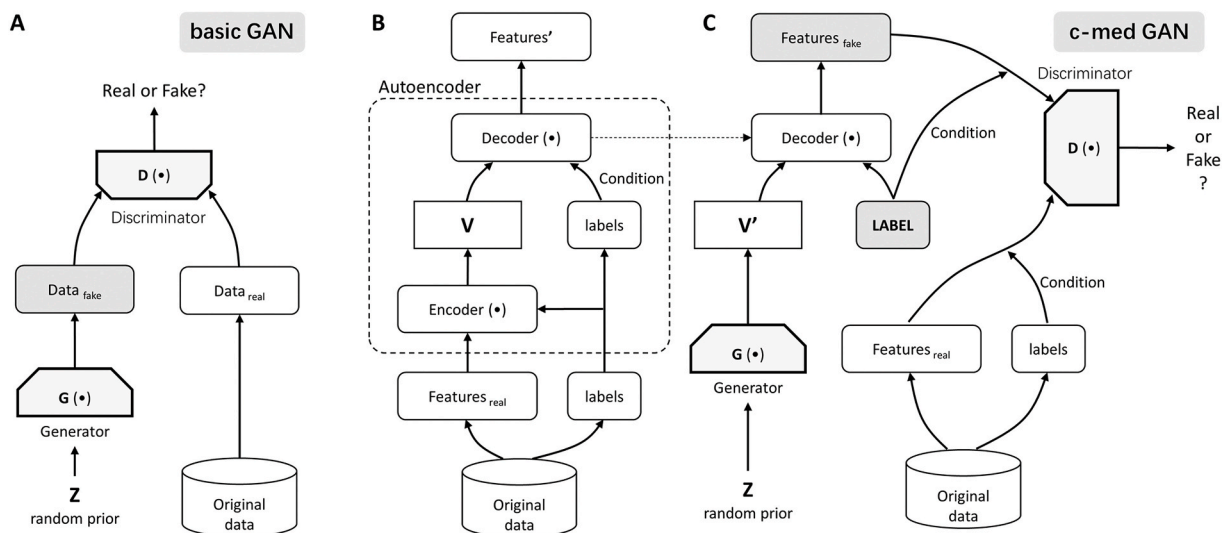 A
basic GAN
Real or Fake?
D (•)
Discriminator
Data fake
Data real
G (•)
Generator
Z
random prior
Original
data
B
Features'
Autoencoder
Decoder (•)
Condition
V
labels
Encoder (•)
Features real
labels
Original
data
C
c-med GAN
Features fake
Discriminator
Decoder (•)
Condition
D (•)
Real
or
Fake
?
V'
LABEL
Condition
G (•)
Generator
Features real
labels
Z
random prior
Original
data